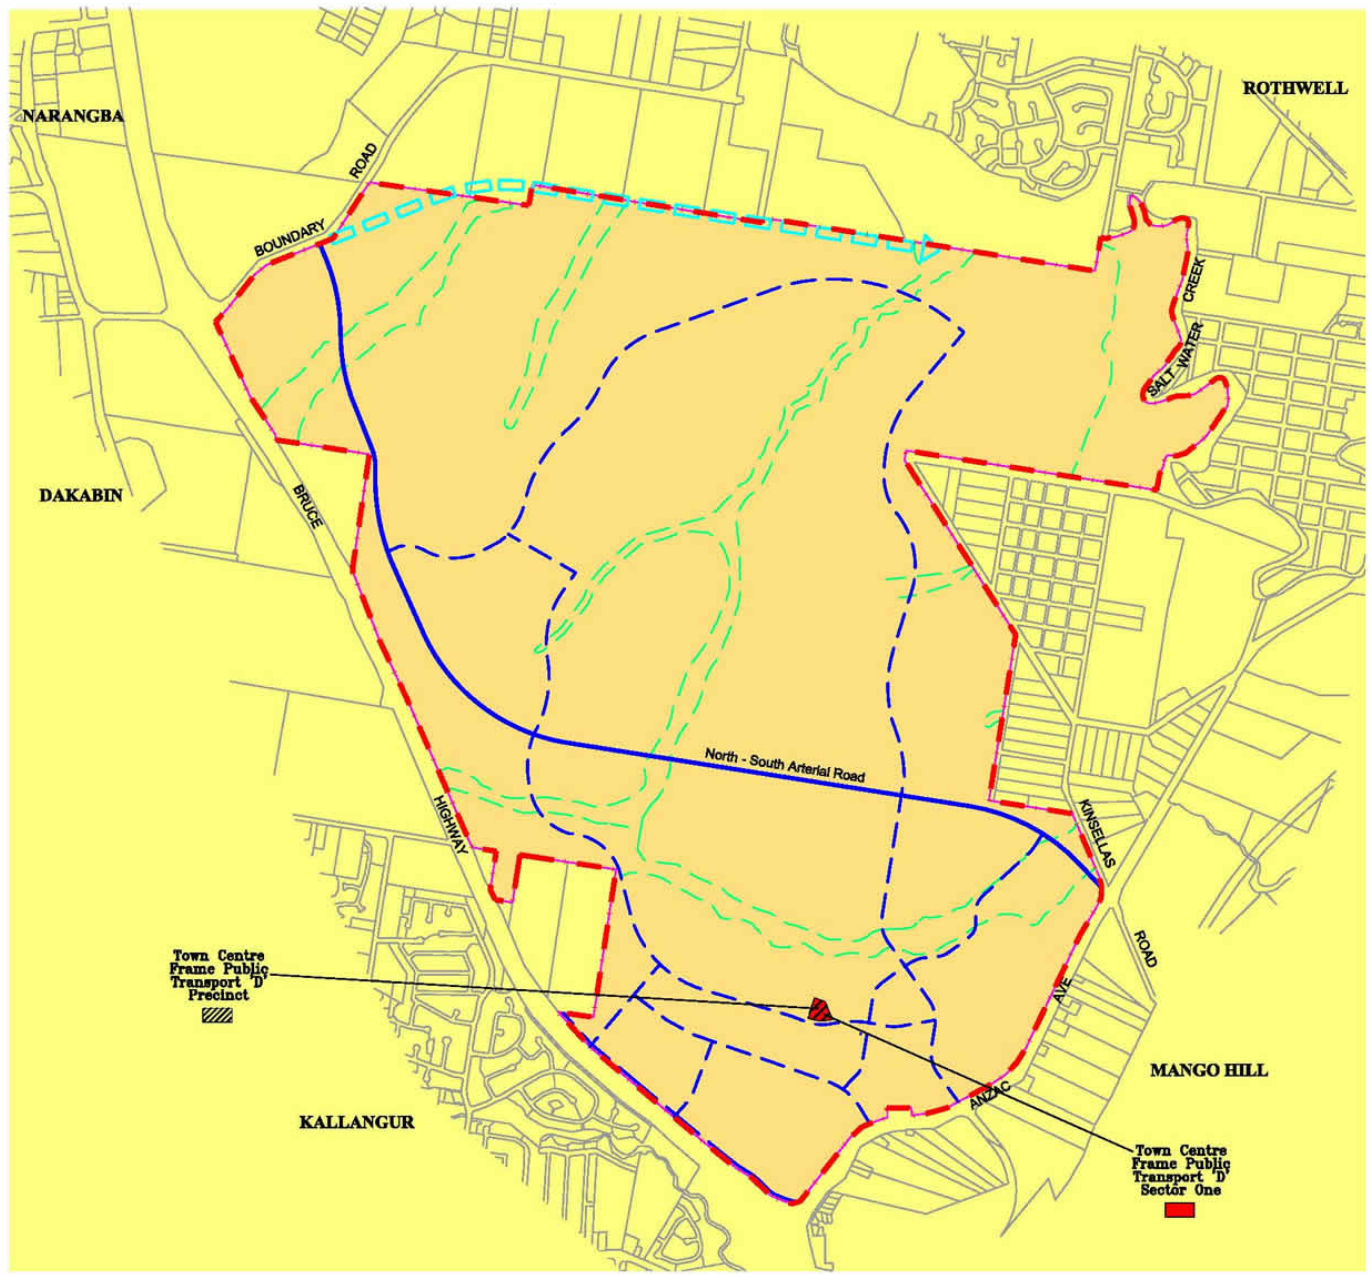 ROTHWELL
NARANGBA
ROAD
BOUNDARY
CREEK
SALT WATER
DAKABIN
BRUCE
North - South Arterial Road
HIGHWAY
KINSELLAS
ROAD
Town Centre
Frame Public
Transport 'D'
Precinct
AVE
MANGO HILL
ANZAC
KALLANGUR
Town Centre
Frame Public
Transport 'D'
Sector One